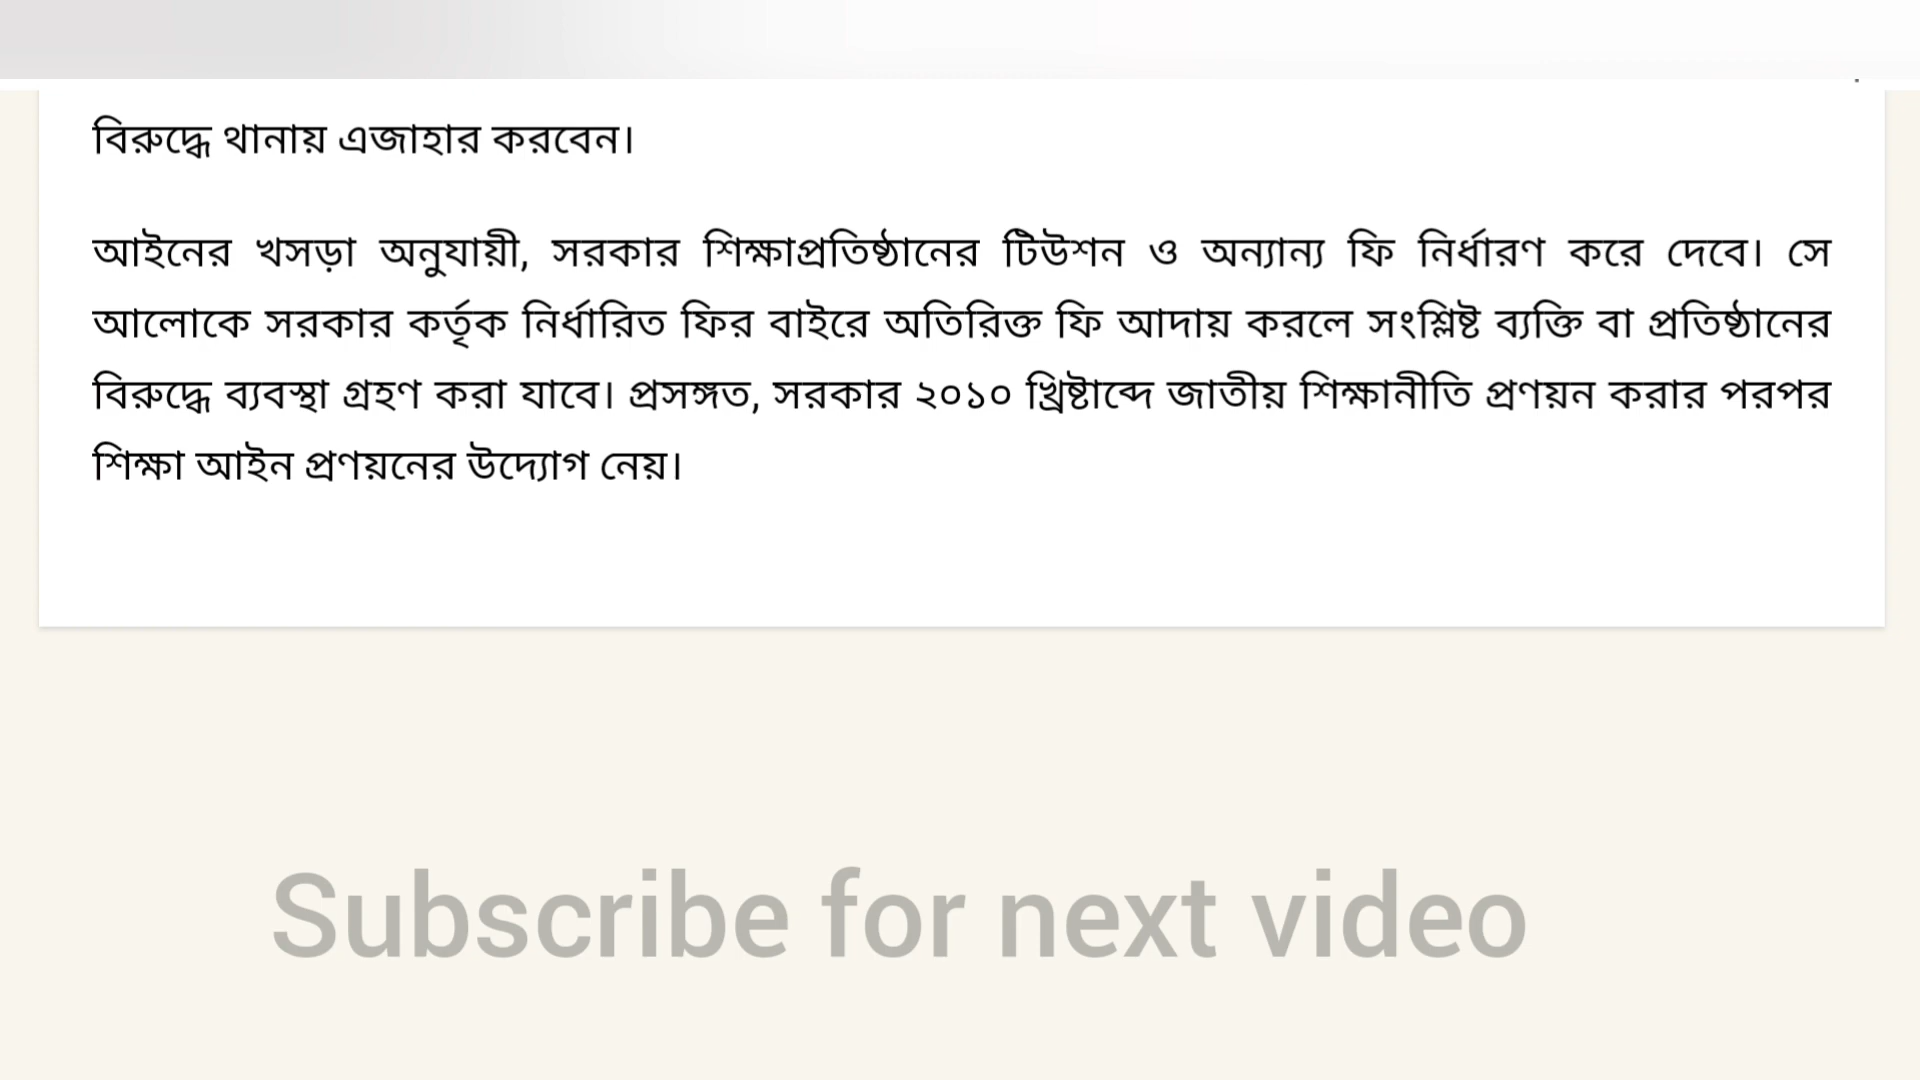 বিরুদ্ধে থানায় এজাহার করবেন।
আইনের খসড়া অনুযায়ী, সরকার শিক্ষাপ্রতিষ্ঠানের টিউশন ও অন্যান্য ফি নির্ধারণ করে দেবে। সে
আলোকে সরকার কর্তৃক নির্ধারিত ফির বাইরে অতিরিক্ত ফি আদায় করলে সংশ্লিষ্ট ব্যক্তি বা প্রতিষ্ঠানের
বিরুদ্ধে ব্যবস্থা গ্রহণ করা যাবে। প্রসঙ্গত, সরকার ২০১০ খ্রিষ্টাব্দে জাতীয় শিক্ষানীতি প্রণয়ন করার পরপর
শিক্ষা আইন প্রণয়নের উদ্যোগ নেয়।
Subscribe for next video